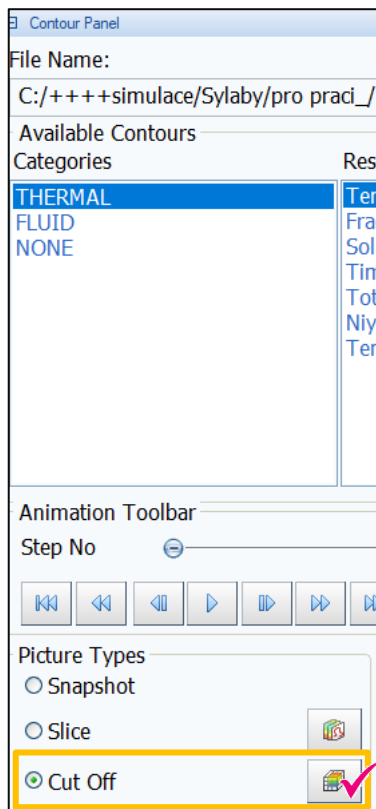 Contour Panel
File Name:
C:/++++simulace/Sylaby/pro praci_/
Available Contours
Categories
THERMAL
FLUID
NONE
Animation Toolbar
Step No
Picture Types
Snapshot
Slice
Cut Off